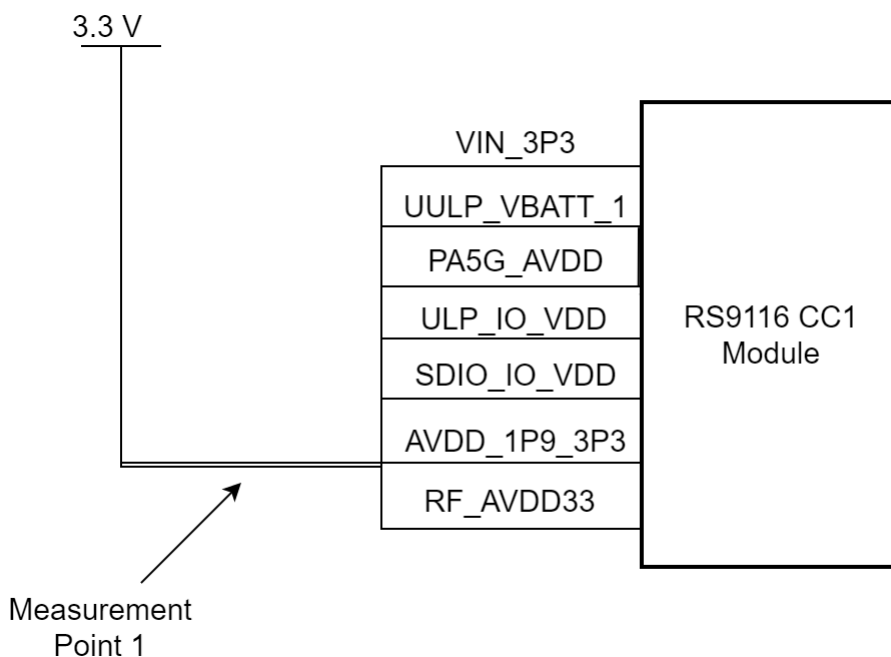 3.3 V
VIN_3P3
UULP_VBATT_1
PA5G_AVDD
ULP_IO_VDD
SDIO_IO_VDD
AVDD_1P9_3P3
RF_AVDD33
RS9116 CC1
Module
Measurement
Point 1